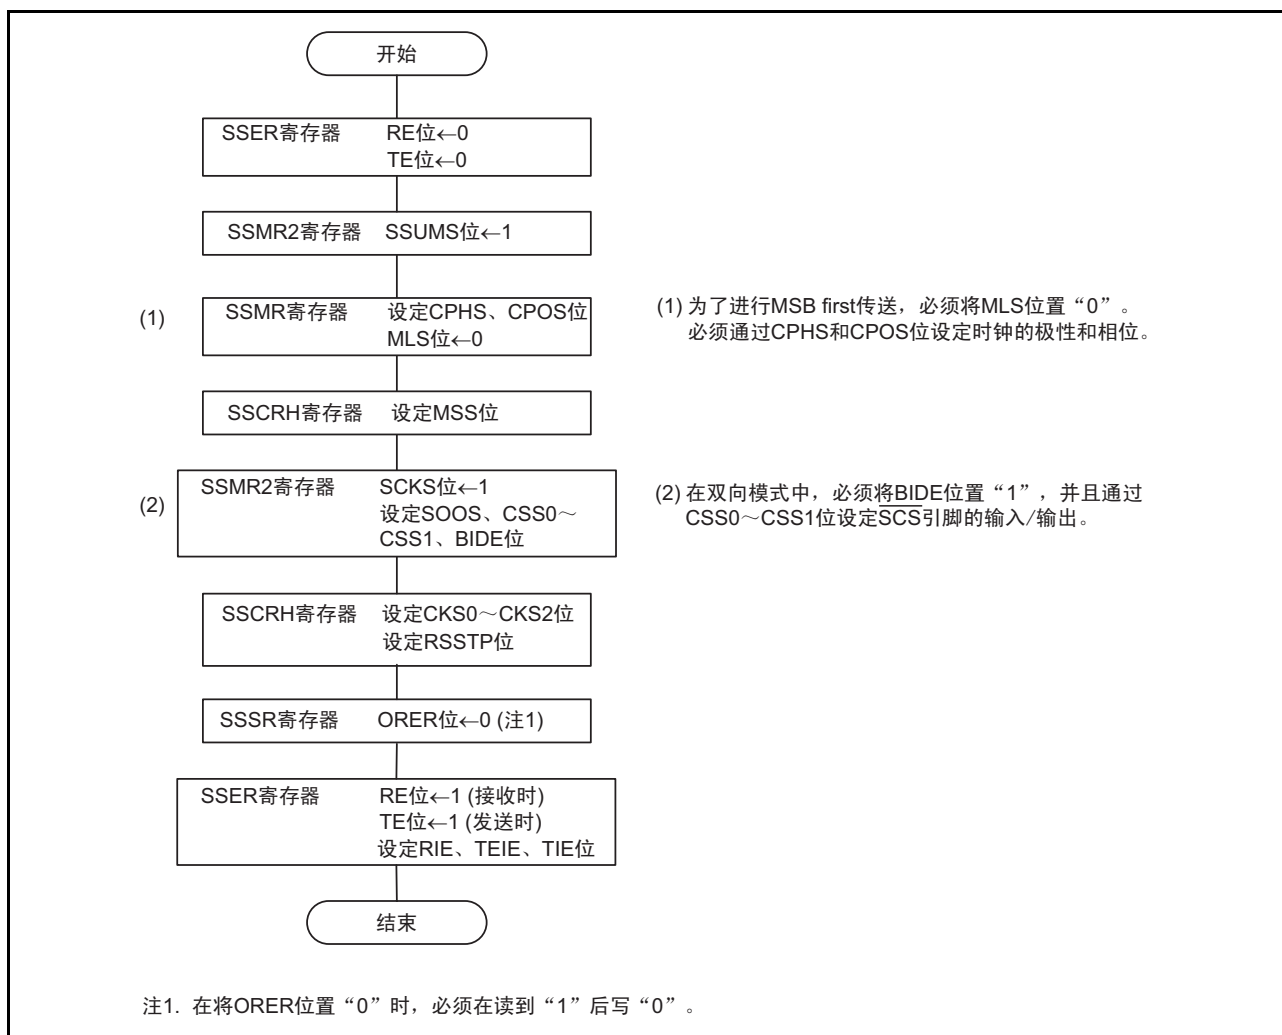 开始
SSER寄存器 RE位←0
TE位←0
SSMR2寄存器 SSUMS位←1
(1)
SSMR寄存器 设定CPHS、CPOS位
MLS位←0
(1) 为了进行MSB first传送，必须将MLS位置“0”。
必须通过CPHS和CPOS位设定时钟的极性和相位。
SSCRH寄存器 设定MSS位
(2)
SSMR2寄存器 SCKS位←1
设定SOOS、CSS0～
CSS1、BIDE位
(2) 在双向模式中，必须将BIDE位置“1”，并且通过
CSS0～CSS1位设定SCS引脚的输入/输出。
SSCRH寄存器 设定CKS0～CKS2位
设定RSSTP位
SSSR寄存器 ORER位←0 (注1)
SSER寄存器 RE位←1 (接收时)
TE位←1 (发送时)
设定RIE、TEIE、TIE位
结束
注1. 在将ORER位置“0”时，必须在读到“1”后写“0”。